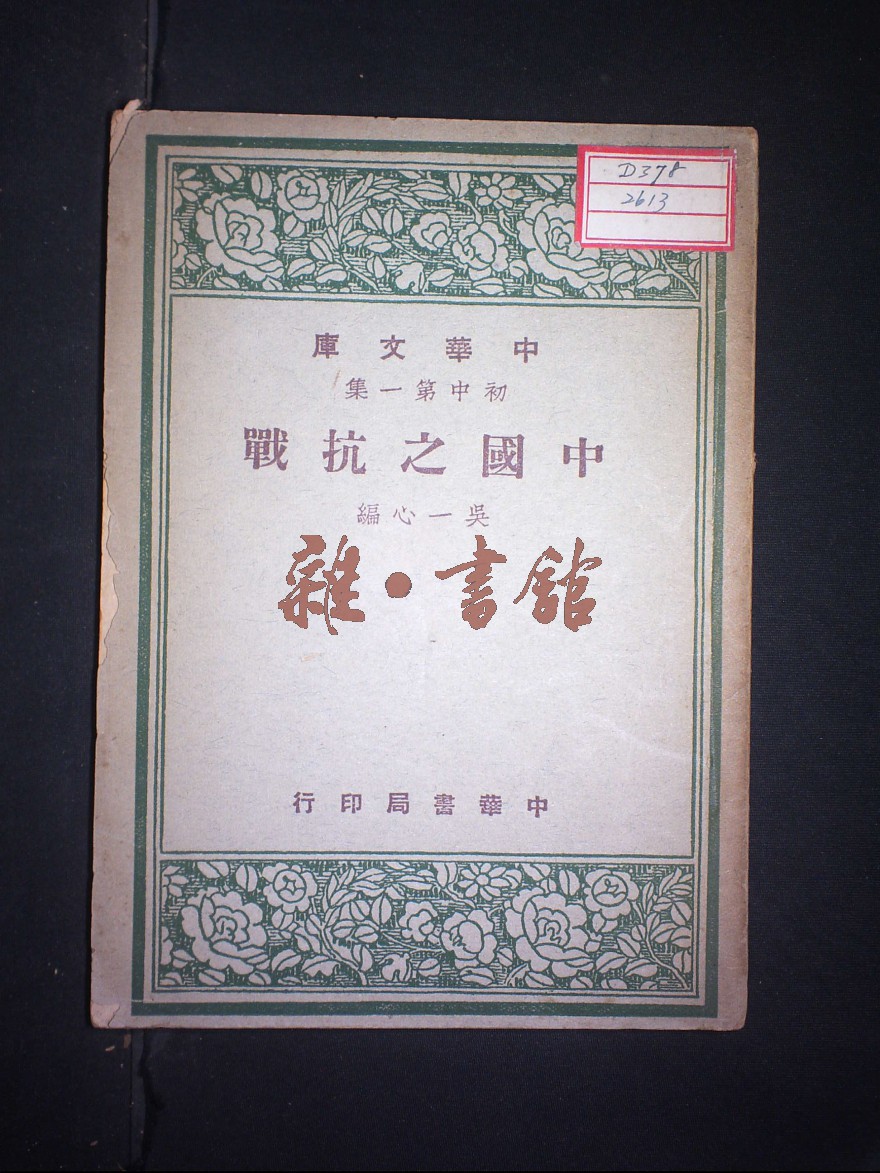 D378
2613
中華文庫
初中第一集
中國之抗戰
吳一心編
雜·書館
中華書局印行